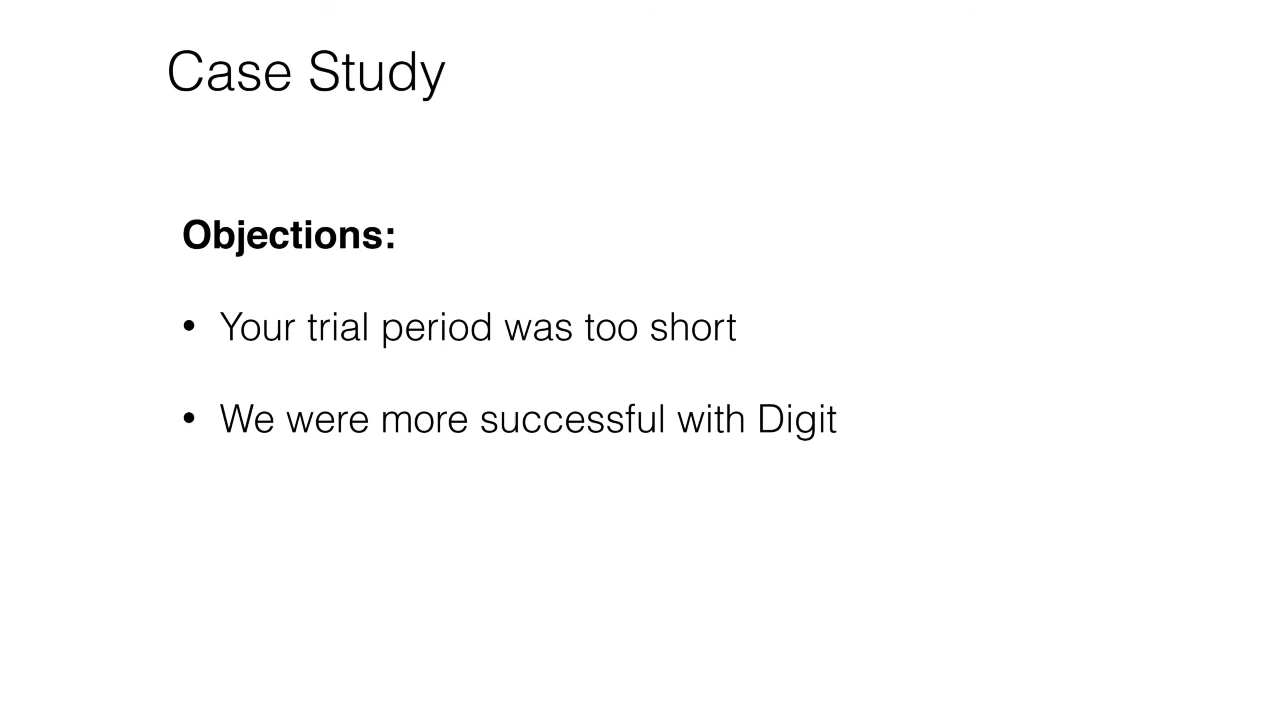 Case Study
Objections:
• Your trial period was too short
• We were more successful with Digit